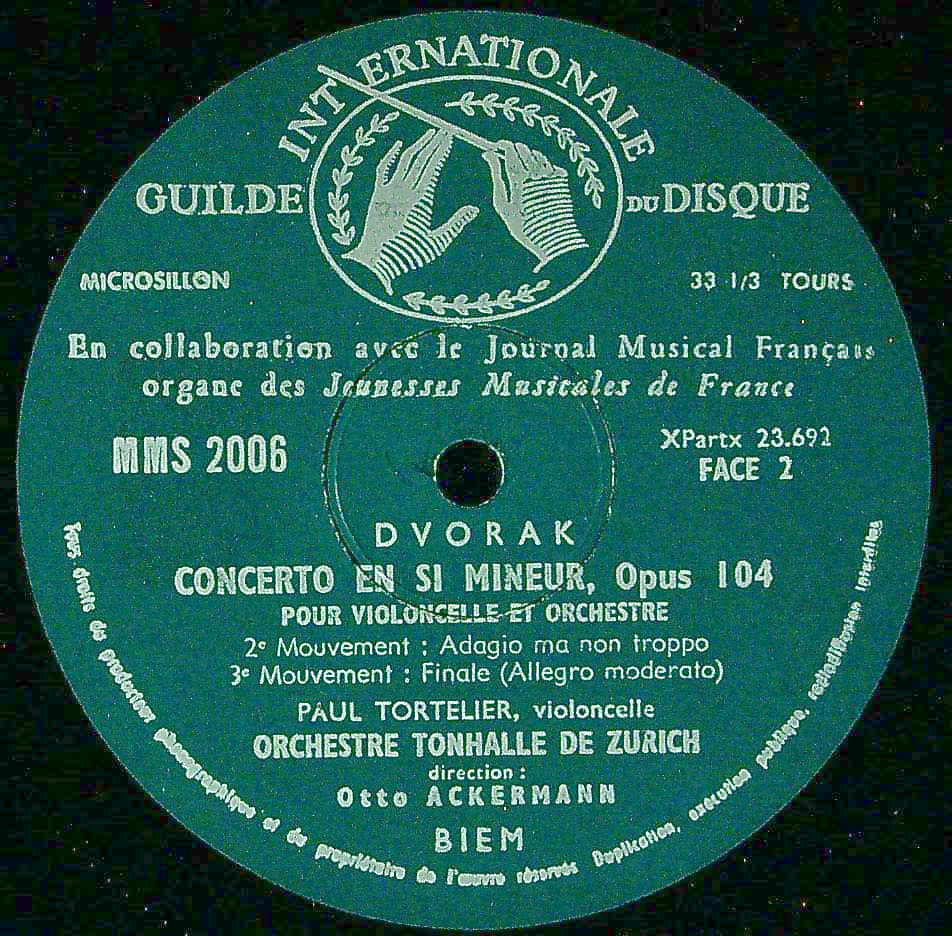 INTERNATIONALE
GUILDE DU DISQUE
MICROSILLON
33 1/3 TOURS
En collaboration avec le Journal Musical Français
organe des Jeunesses Musicales de France
MMS 2006
XPartx 23.692
FACE 2
DVORAK
CONCERTO EN SI MINEUR, Opus 104
POUR VIOLONCELLE ET ORCHESTRE
2e Mouvement : Adagio ma non troppo
3e Mouvement : Finale (Allegro moderato)
PAUL TORTELIER, violoncelle
ORCHESTRE TONHALLE DE ZURICH
direction :
Otto ACKERMANN
BIEM
Tous droits du producteur phonographique et du propriétaire de l'œuvre réservés Duplication, exécution publique, radiodiffusion interdites